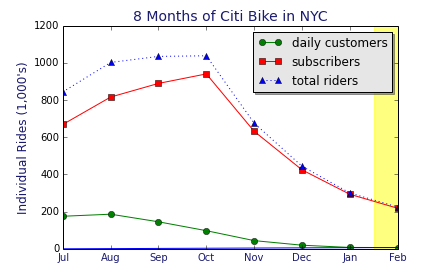 8 Months of Citi Bike in NYC
1200
1000
800
600
400
200
0
Individual Rides (1,000's)
daily customers
subscribers
total riders
Jul Aug Sep Oct Nov Dec Jan Feb